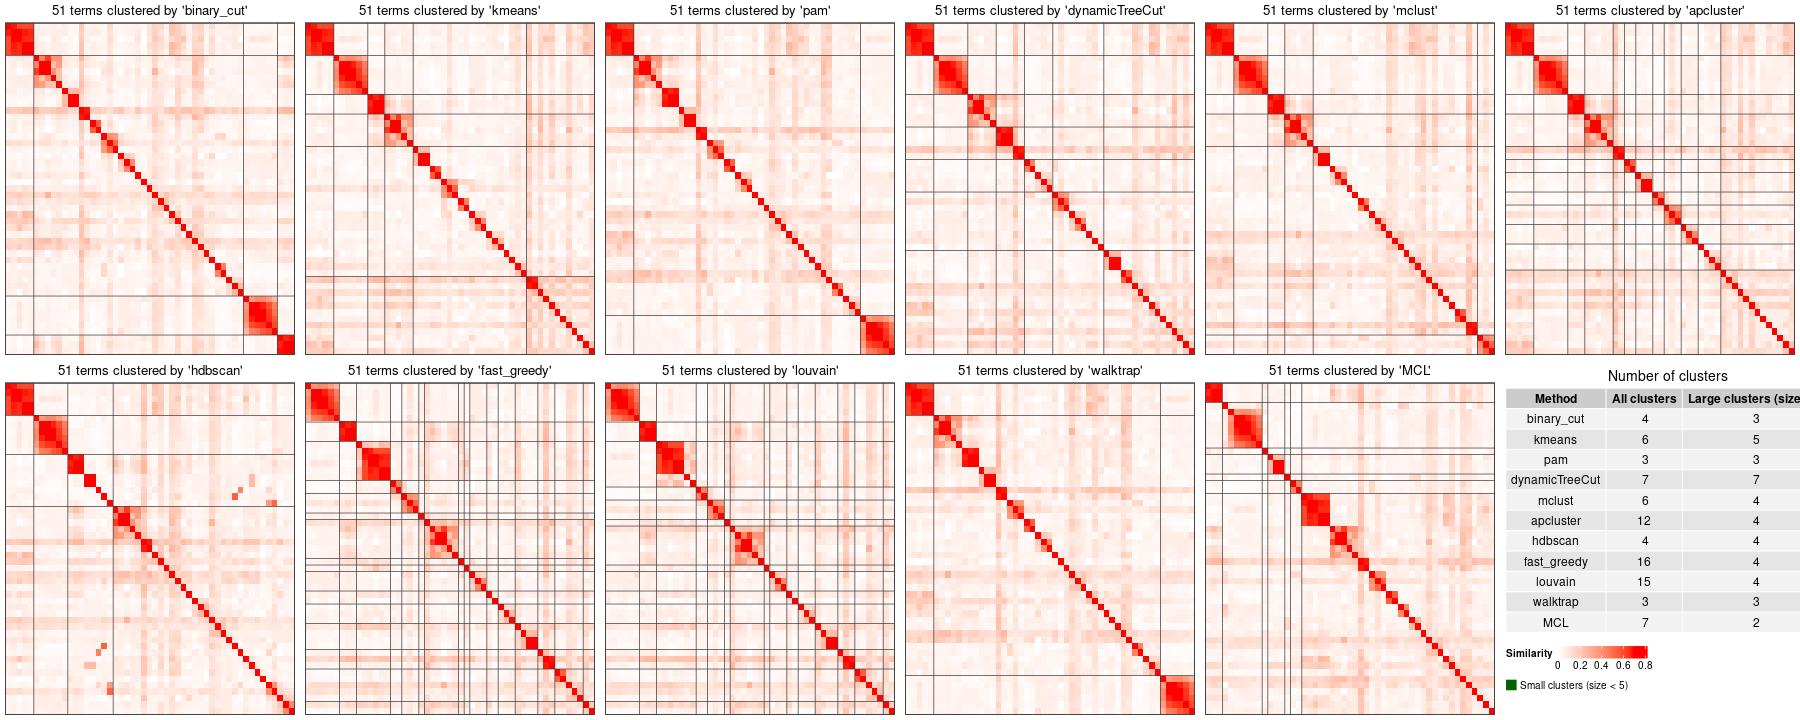 51 terms clustered by 'binary_cut'
51 terms clustered by 'kmeans'
51 terms clustered by 'pam'
51 terms clustered by 'dynamicTreeCut'
51 terms clustered by 'mclust'
51 terms clustered by 'apcluster'
51 terms clustered by 'hdbscan'
51 terms clustered by 'fast_greedy'
51 terms clustered by 'louvain'
51 terms clustered by 'walktrap'
51 terms clustered by 'MCL'
Number of clusters
Method All clusters Large clusters (size
binary_cut 4 3
kmeans 6 5
pam 3 3
dynamicTreeCut 7 7
mclust 6 4
apcluster 12 4
hdbscan 4 4
fast_greedy 16 4
louvain 15 4
walktrap 3 3
MCL 7 2
Similarity
0 0.2 0.4 0.6 0.8
Small clusters (size < 5)